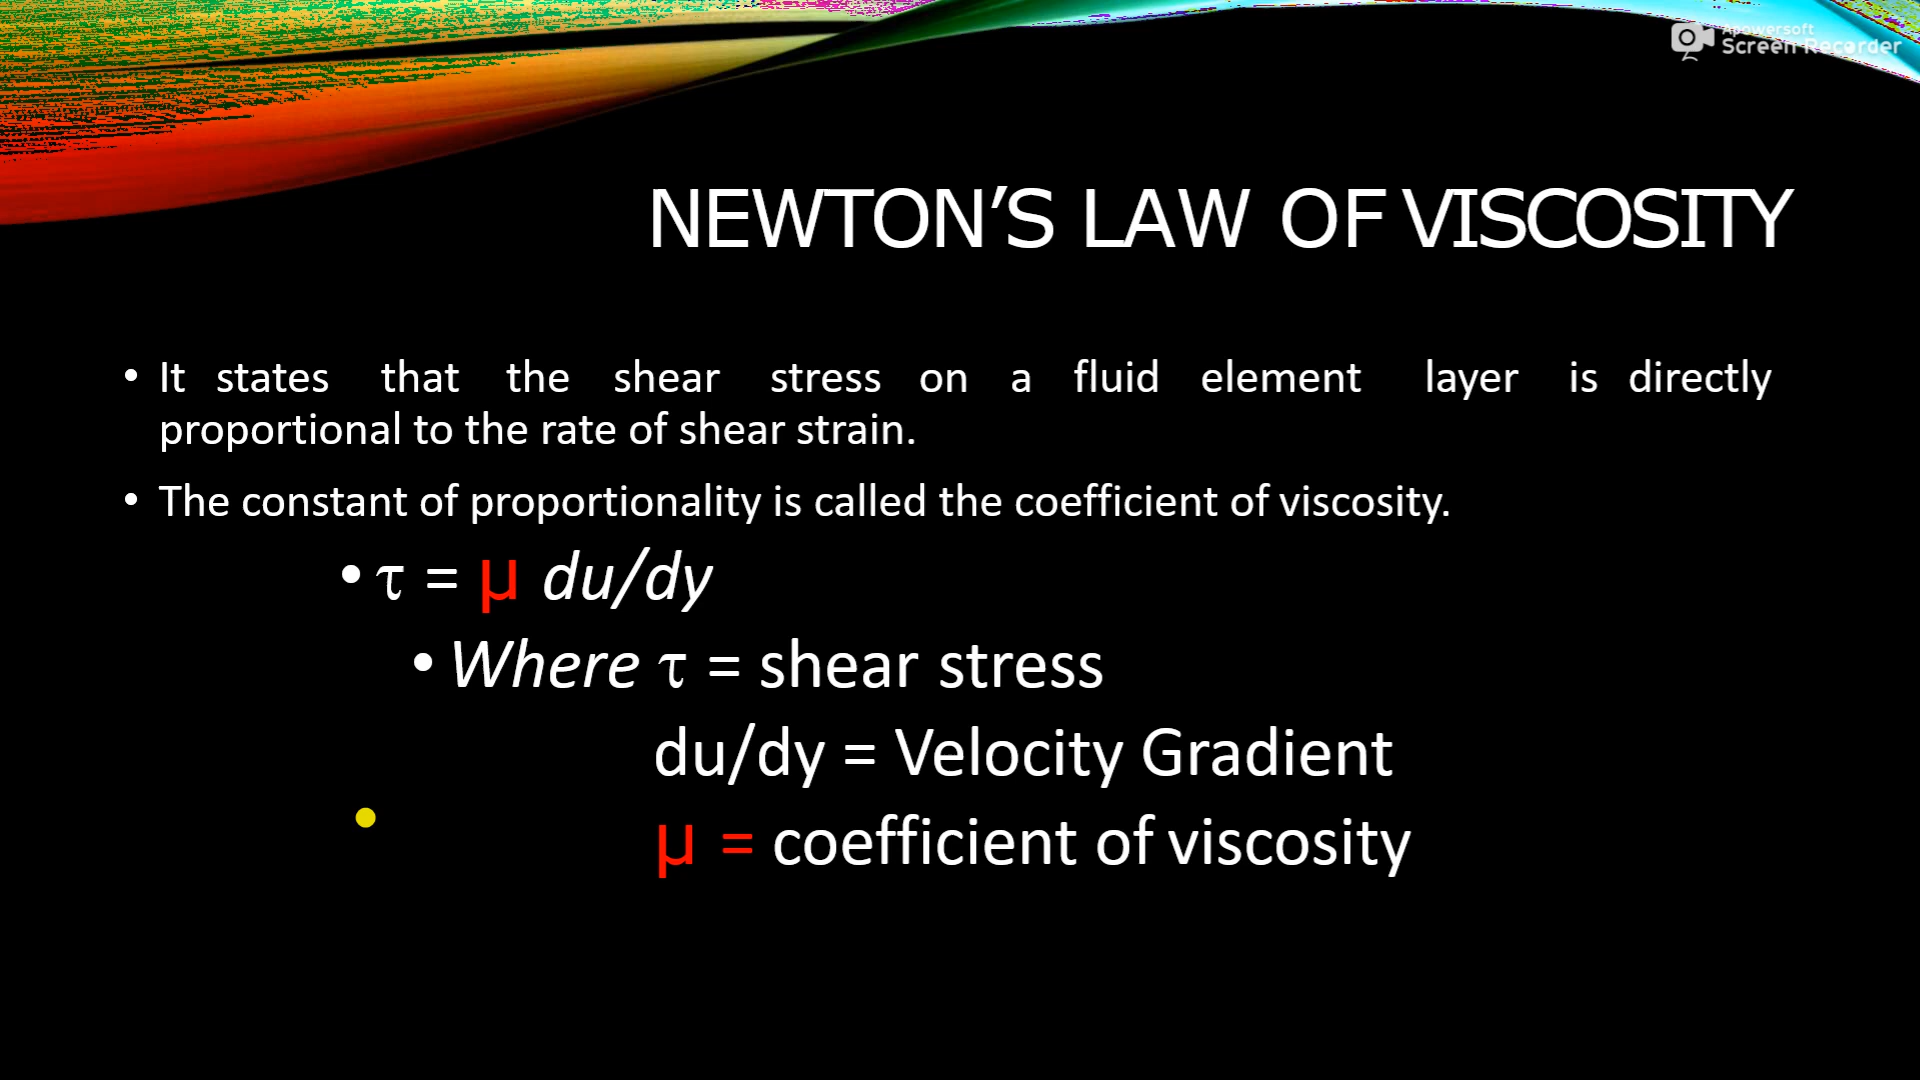 Apowersoft
Screen Recorder
NEWTON’S LAW OF VISCOSITY
• It states that the shear stress on a fluid element layer is directly
proportional to the rate of shear strain.
• The constant of proportionality is called the coefficient of viscosity.
• τ = μ du/dy
• Where τ = shear stress
du/dy = Velocity Gradient
• μ = coefficient of viscosity